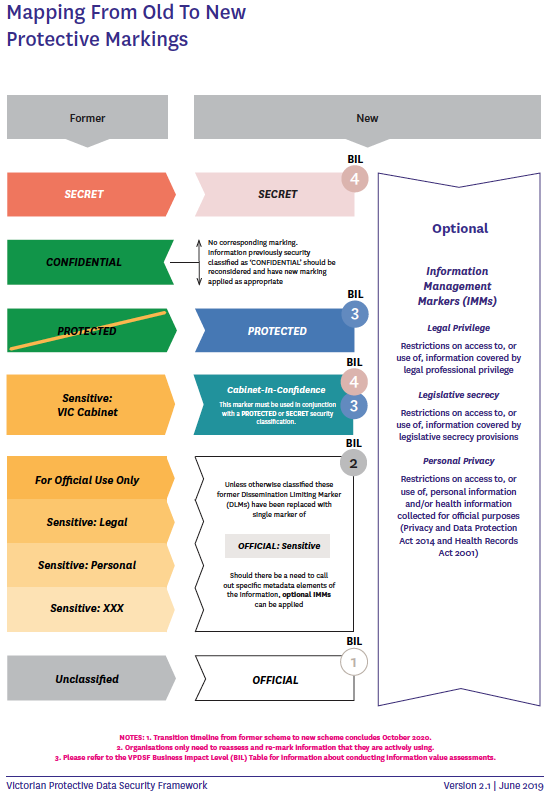 Mapping From Old To New
Protective Markings
Former
New
BIL
4
SECRET
SECRET
CONFIDENTIAL
No corresponding marking.
Information previously security
classified as 'CONFIDENTIAL' should be
reconsidered and have new marking
applied as appropriate
BIL
3
PROTECTED
PROTECTED
BIL
4
3
Sensitive:
VIC Cabinet
Cabinet-In-Confidence
This marker must be used in conjunction
with a PROTECTED or SECRET security
classification.
BIL
2
For Official Use Only
Sensitive: Legal
Sensitive: Personal
Sensitive: XXX
Unless otherwise classified these
former Dissemination Limiting Marker
(DLMs) have been replaced with
single marker of
OFFICIAL: Sensitive
Should there be a need to call
out specific metadata elements of
the information, optional IMMs
can be applied
BIL
1
Unclassified
OFFICIAL
Optional
Information
Management
Markers (IMMs)
Legal Privilege
Restrictions on access to, or
use of, information covered by
legal professional privilege
Legislative secrecy
Restrictions on access to, or
use of, information covered by
legislative secrecy provisions
Personal Privacy
Restrictions on access to, or
use of, personal information
and/or health information
collected for official purposes
(Privacy and Data Protection
Act 2014 and Health Records
Act 2001)
NOTES: 1. Transition timeline from former scheme to new scheme concludes October 2020.
2. Organisations only need to reassess and re-mark information that they are actively using.
3. Please refer to the VPDSF Business Impact Level (BIL) Table for information about conducting information value assessments.
Victorian Protective Data Security Framework
Version 2.1 | June 2019